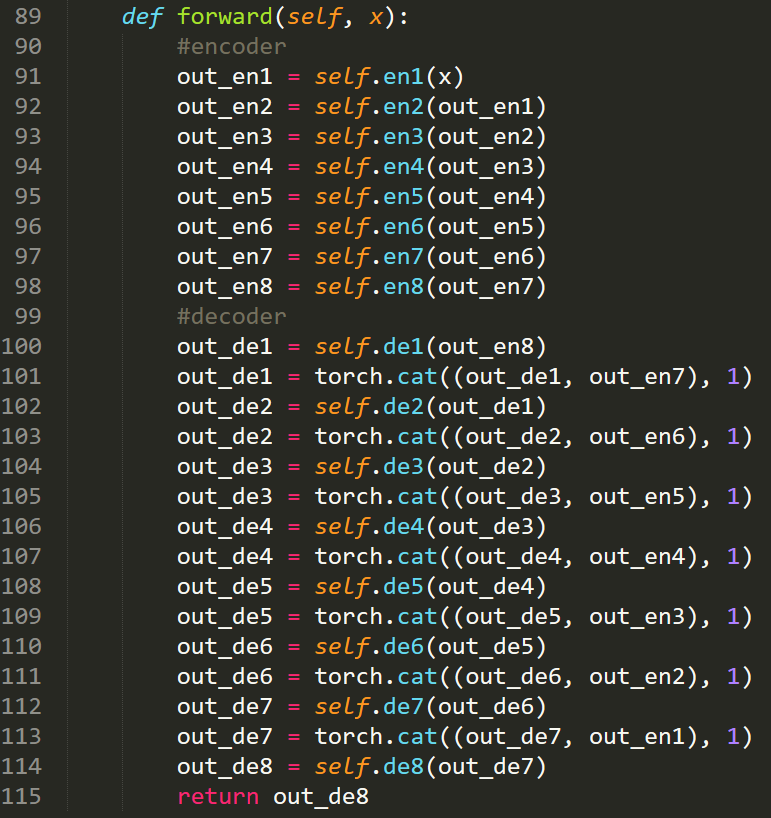 89 def forward(self, x):
90 #encoder
91 out_en1 = self.en1(x)
92 out_en2 = self.en2(out_en1)
93 out_en3 = self.en3(out_en2)
94 out_en4 = self.en4(out_en3)
95 out_en5 = self.en5(out_en4)
96 out_en6 = self.en6(out_en5)
97 out_en7 = self.en7(out_en6)
98 out_en8 = self.en8(out_en7)
99 #decoder
100 out_de1 = self.de1(out_en8)
101 out_de1 = torch.cat((out_de1, out_en7), 1)
102 out_de2 = self.de2(out_de1)
103 out_de2 = torch.cat((out_de2, out_en6), 1)
104 out_de3 = self.de3(out_de2)
105 out_de3 = torch.cat((out_de3, out_en5), 1)
106 out_de4 = self.de4(out_de3)
107 out_de4 = torch.cat((out_de4, out_en4), 1)
108 out_de5 = self.de5(out_de4)
109 out_de5 = torch.cat((out_de5, out_en3), 1)
110 out_de6 = self.de6(out_de5)
111 out_de6 = torch.cat((out_de6, out_en2), 1)
112 out_de7 = self.de7(out_de6)
113 out_de7 = torch.cat((out_de7, out_en1), 1)
114 out_de8 = self.de8(out_de7)
115 return out_de8